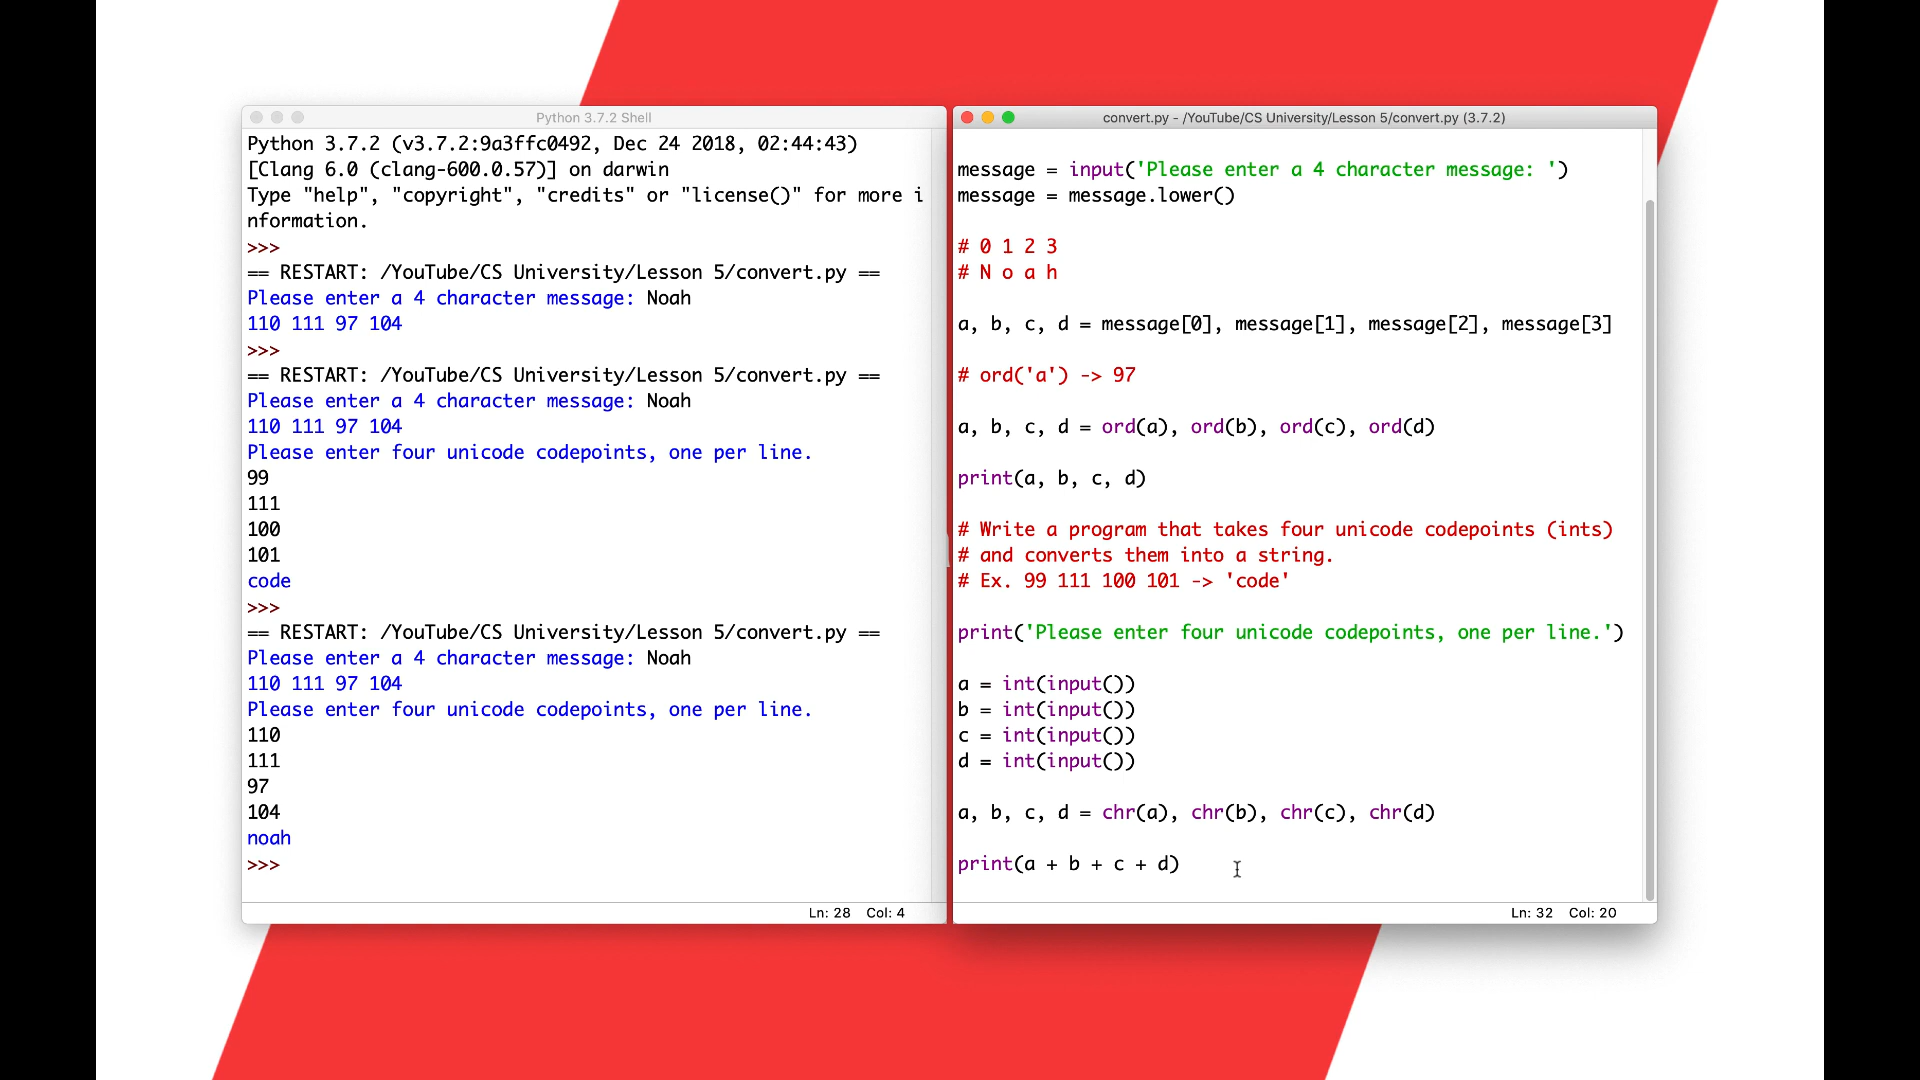 Python 3.7.2 Shell
Python 3.7.2 (v3.7.2:9a3ffc0492, Dec 24 2018, 02:44:43)
[Clang 6.0 (clang-600.0.57)] on darwin
Type "help", "copyright", "credits" or "license()" for more i
nformation.
>>>
== RESTART: /YouTube/CS University/Lesson 5/convert.py ==
Please enter a 4 character message: Noah
110 111 97 104
>>>
== RESTART: /YouTube/CS University/Lesson 5/convert.py ==
Please enter a 4 character message: Noah
110 111 97 104
Please enter four unicode codepoints, one per line.
99
111
100
101
code
>>>
== RESTART: /YouTube/CS University/Lesson 5/convert.py ==
Please enter a 4 character message: Noah
110 111 97 104
Please enter four unicode codepoints, one per line.
110
111
97
104
noah
>>>
Ln: 28 Col: 4
convert.py - /YouTube/CS University/Lesson 5/convert.py (3.7.2)
message = input('Please enter a 4 character message: ')
message = message.lower()
# 0 1 2 3
# N o a h
a, b, c, d = message[0], message[1], message[2], message[3]
# ord('a') -> 97
a, b, c, d = ord(a), ord(b), ord(c), ord(d)
print(a, b, c, d)
# Write a program that takes four unicode codepoints (ints)
# and converts them into a string.
# Ex. 99 111 100 101 -> 'code'
print('Please enter four unicode codepoints, one per line.')
a = int(input())
b = int(input())
c = int(input())
d = int(input())
a, b, c, d = chr(a), chr(b), chr(c), chr(d)
print(a + b + c + d)
Ln: 32 Col: 20